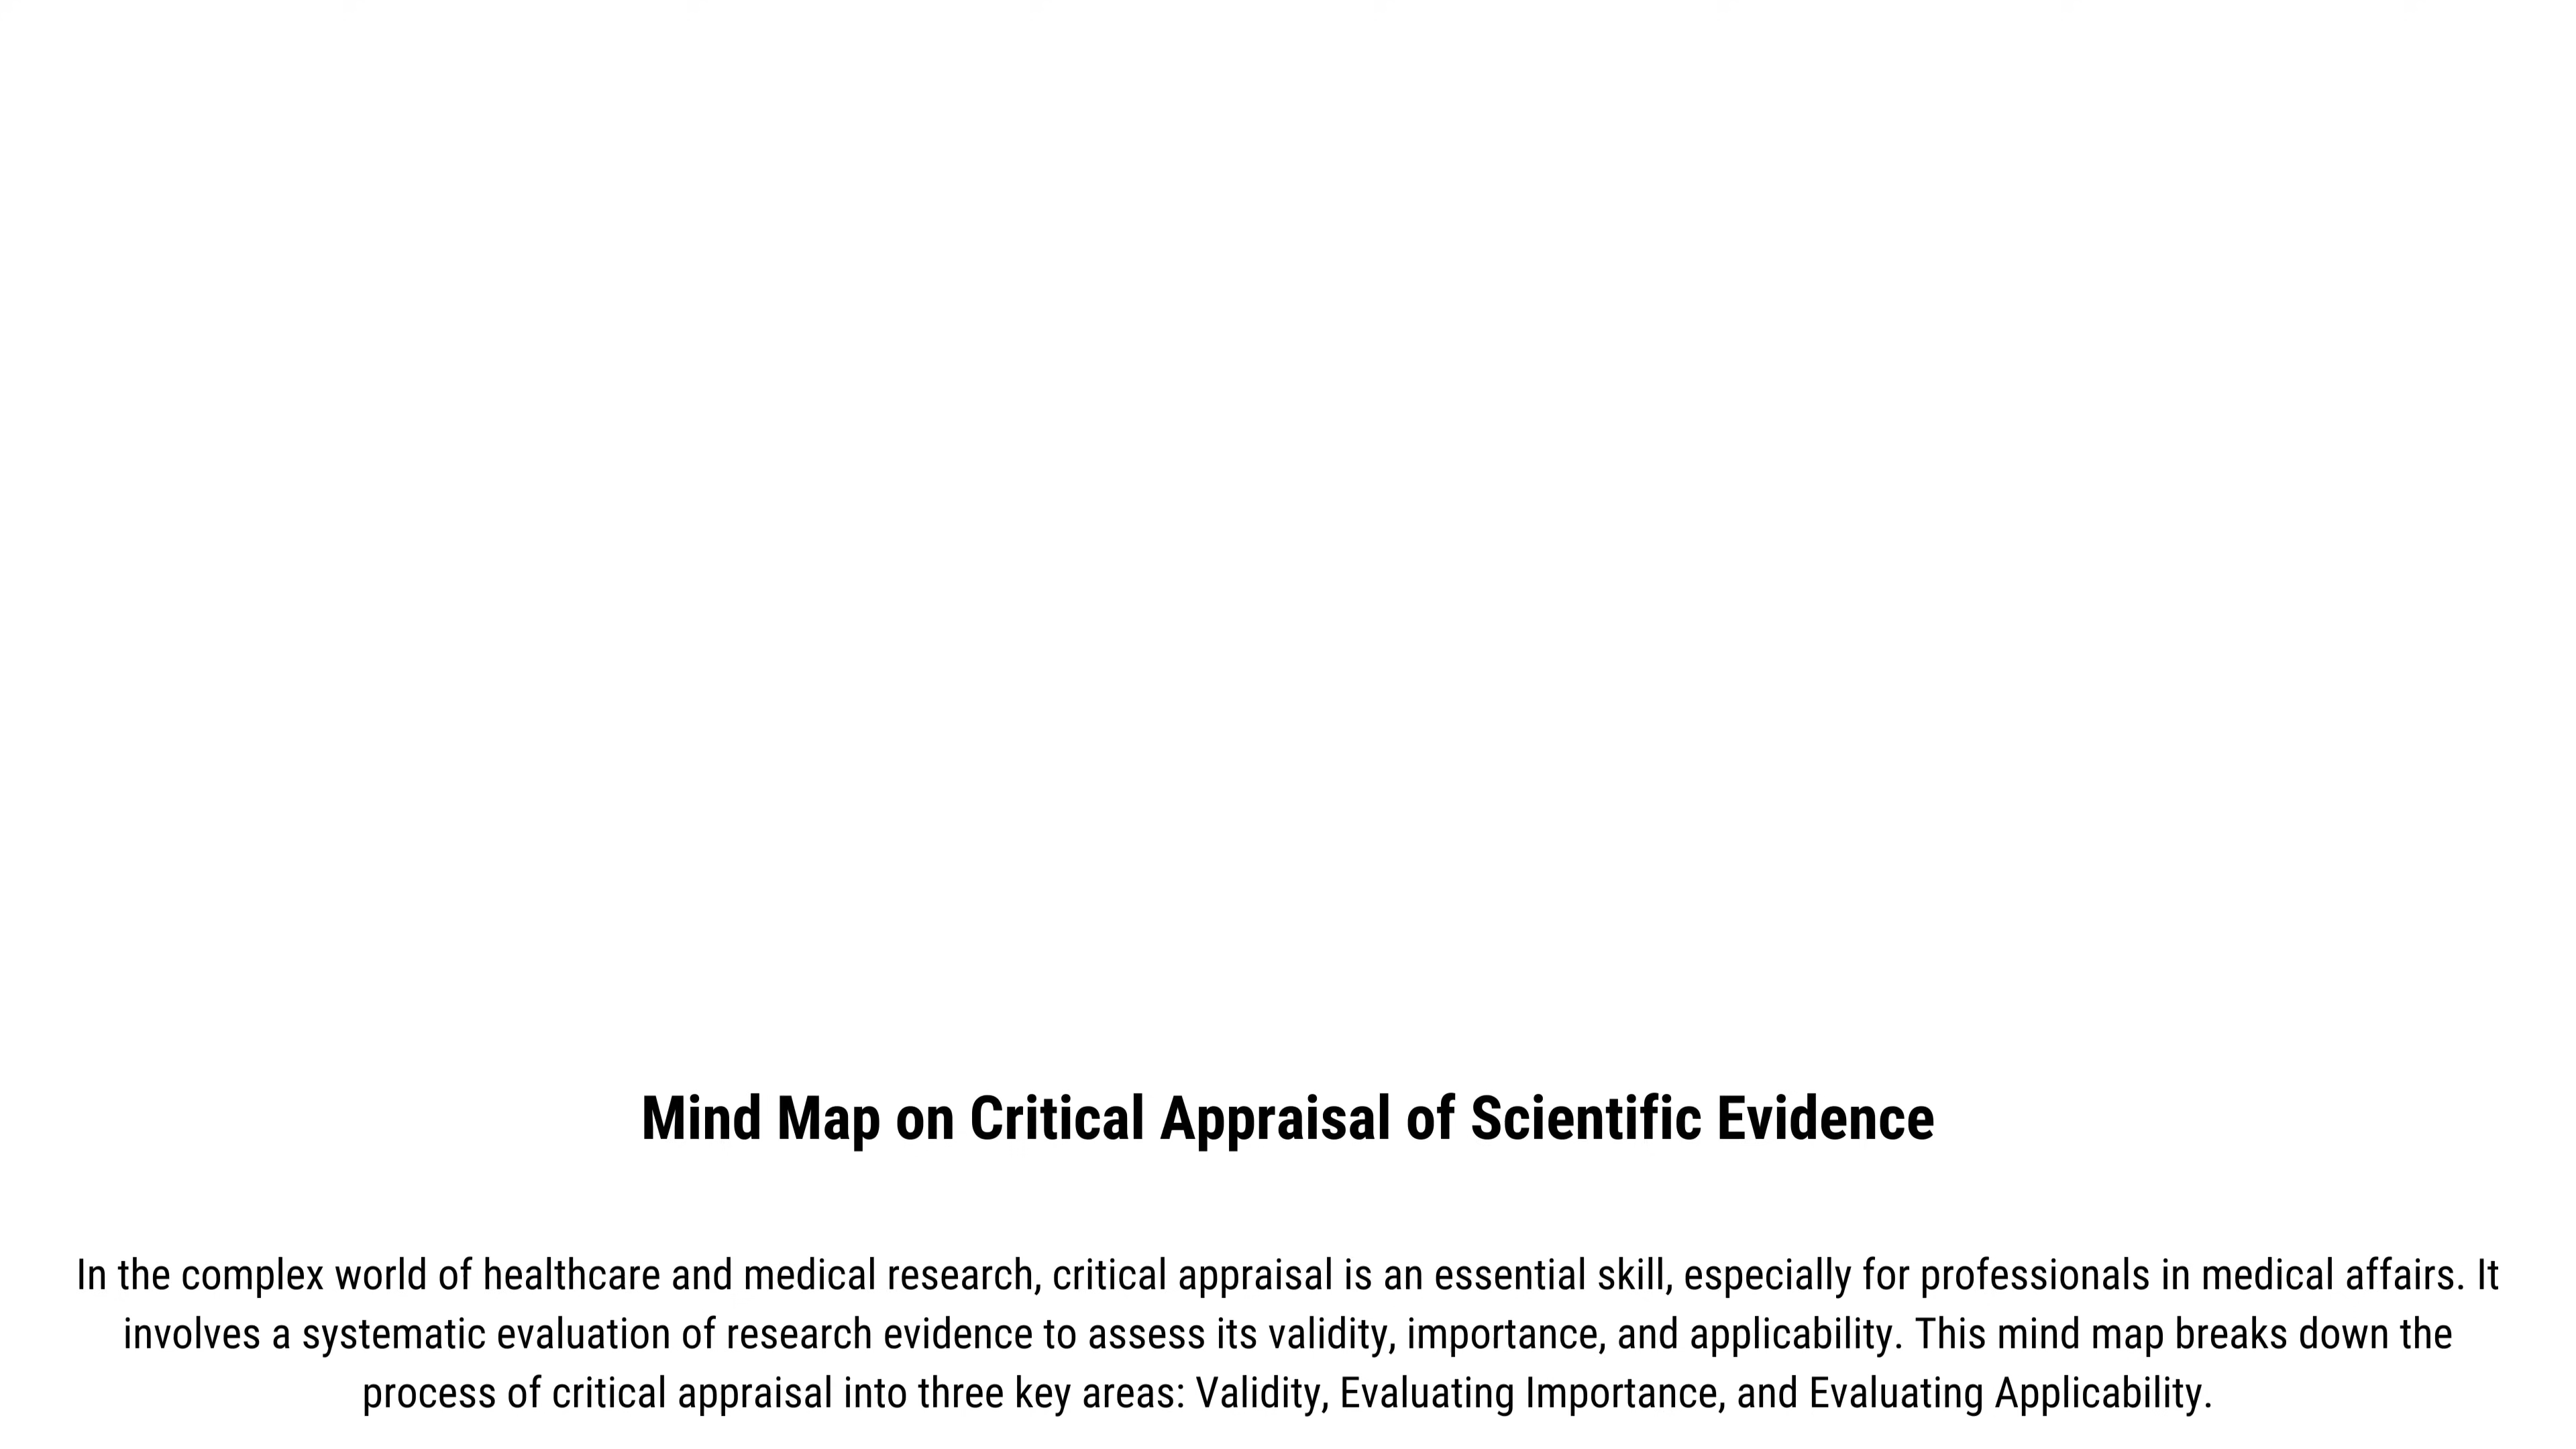 Mind Map on Critical Appraisal of Scientific Evidence
In the complex world of healthcare and medical research, critical appraisal is an essential skill, especially for professionals in medical affairs. It
involves a systematic evaluation of research evidence to assess its validity, importance, and applicability. This mind map breaks down the
process of critical appraisal into three key areas: Validity, Evaluating Importance, and Evaluating Applicability.